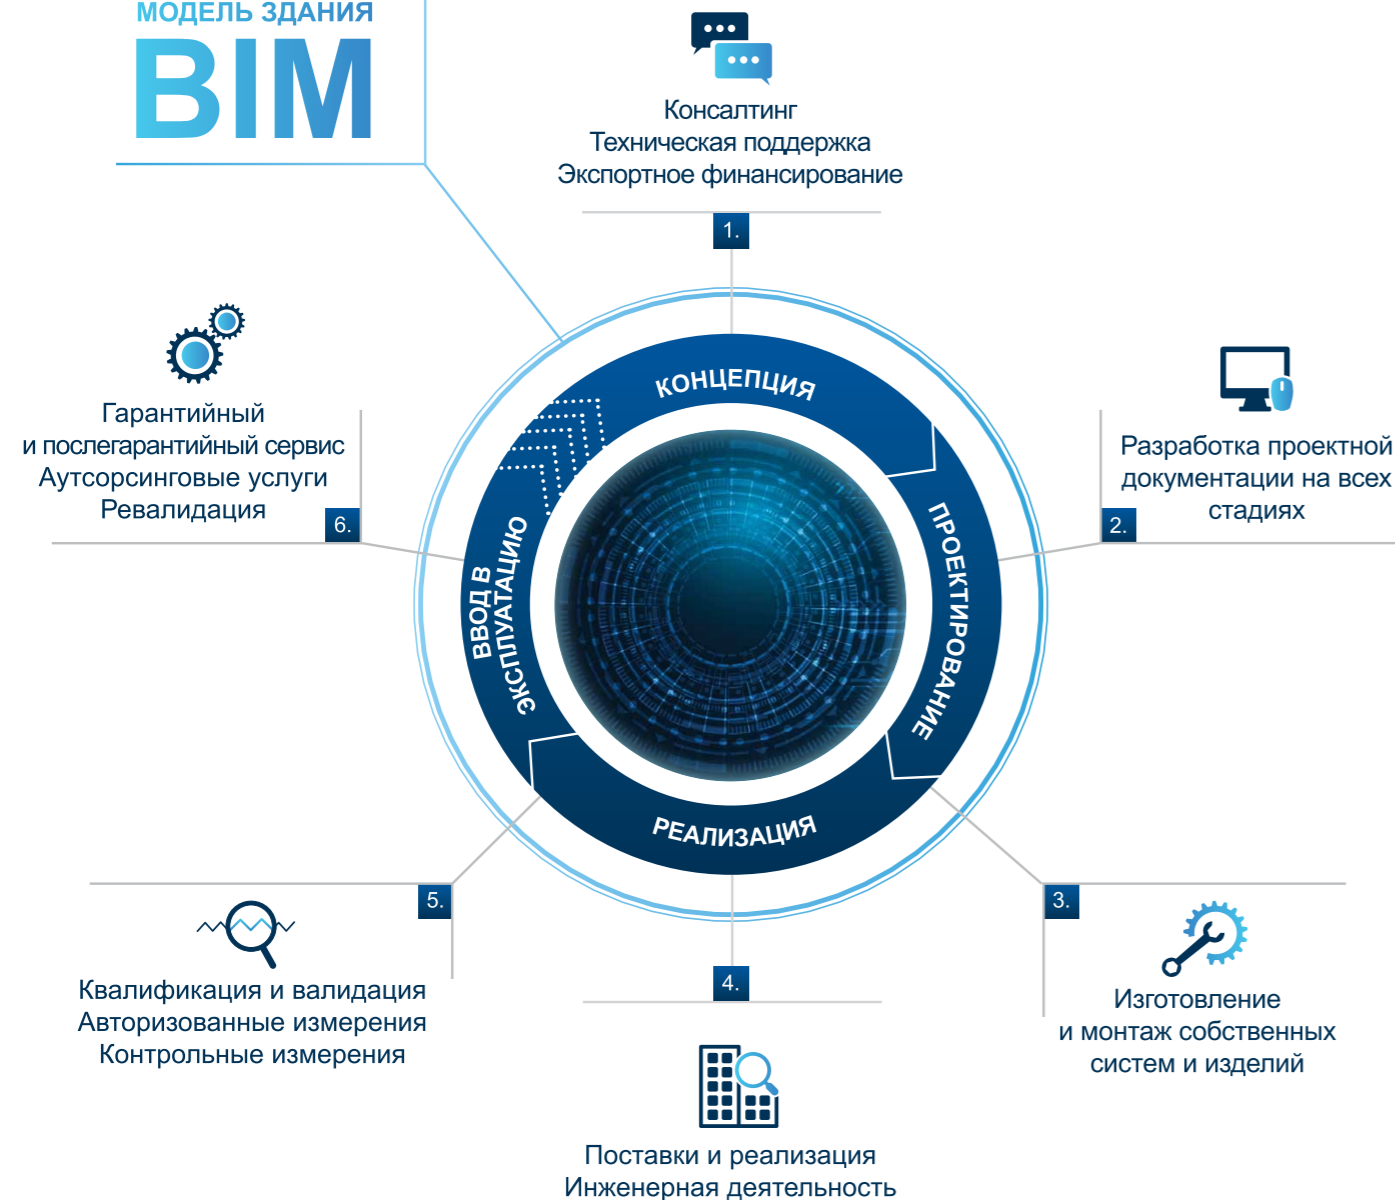 МОДЕЛЬ ЗДАНИЯ
BIM
Консалтинг
Техническая поддержка
Экспортное финансирование
1.
КОНЦЕПЦИЯ
Разработка проектной
документации на всех
стадиях
2.
ПРОЕКТИРОВАНИЕ
3.
Изготовление
и монтаж собственных
систем и изделий
РЕАЛИЗАЦИЯ
4.
Поставки и реализация
Инженерная деятельность
5.
Квалификация и валидация
Авторизованные измерения
Контрольные измерения
ВВОД В
ЭКСПЛУАТАЦИЮ
Гарантийный
и послегарантийный сервис
Аутсорсинговые услуги
Ревалидация
6.